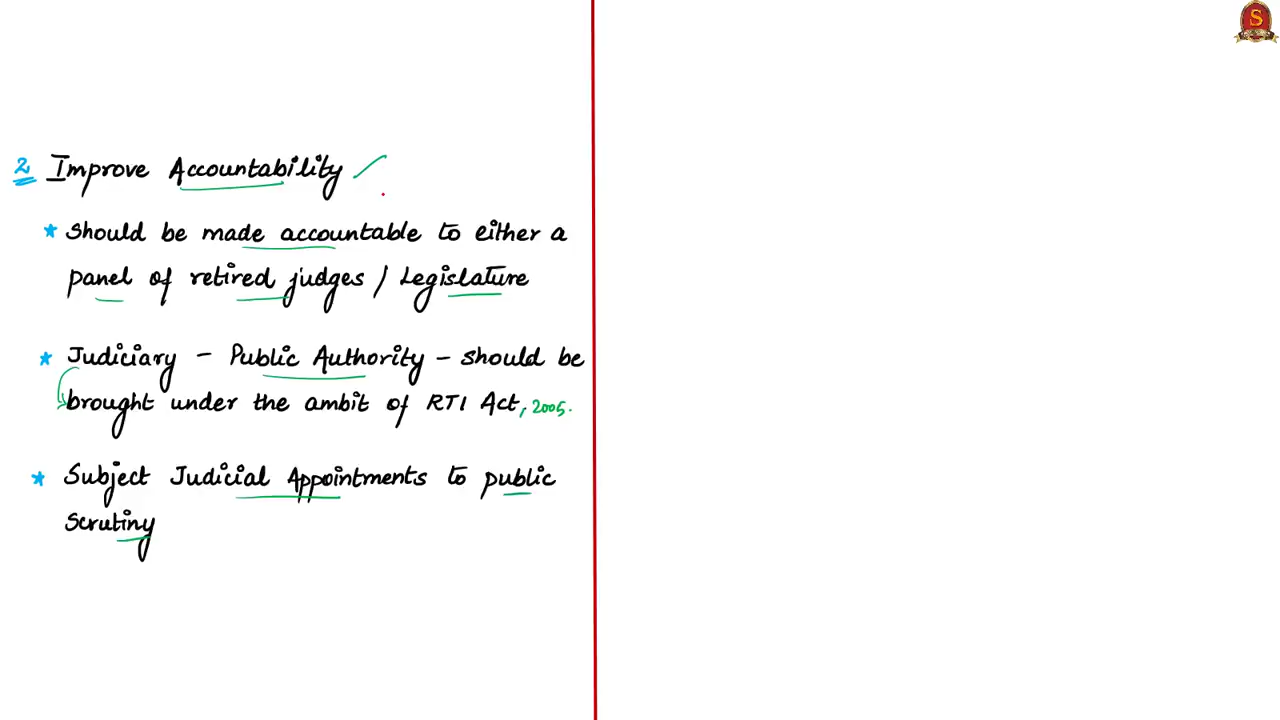 2 Improve Accountability
* Should be made accountable to either a
panel of retired judges / Legislature
* Judiciary - Public Authority - should be
brought under the ambit of RTI Act, 2005.
* Subject Judicial Appointments to public
Scrutiny
S